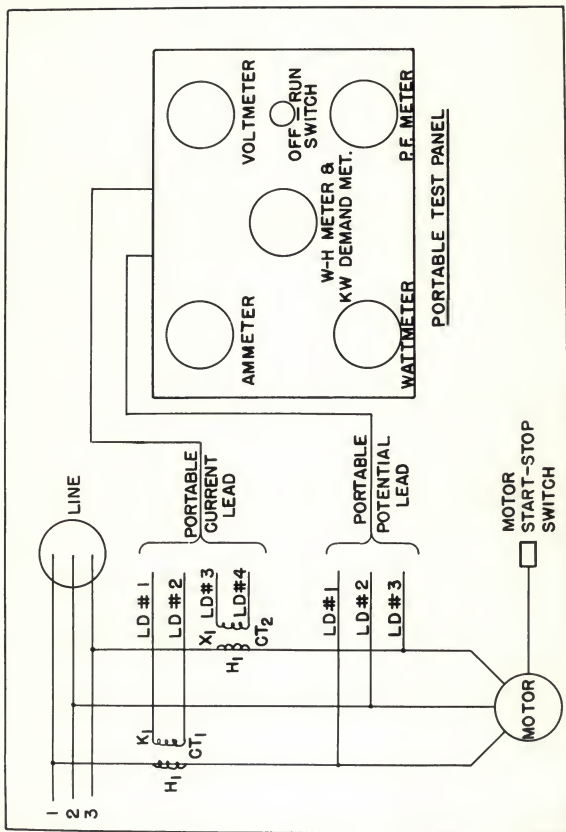 1
2
3
LINE
H₁
K₁
CT₁
LD # 1
LD # 2
X₁
LD # 3
LD #4
H₁
CT₂
PORTABLE
CURRENT
LEAD
LD #1
LD #2
LD #3
PORTABLE
POTENTIAL
LEAD
MOTOR
MOTOR
START-STOP
SWITCH
AMMETER
VOLTMETER
OFF RUN
SWITCH
W-H METER &
KW DEMAND MET.
WATTMETER
P.F. METER
PORTABLE TEST PANEL